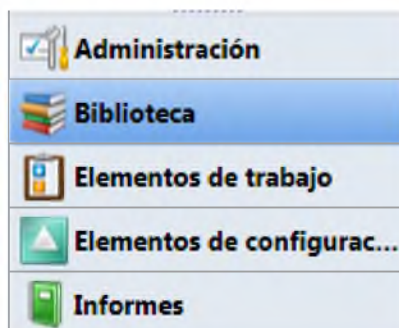 Administración
Biblioteca
Elementos de trabajo
Elementos de configurac...
Informes